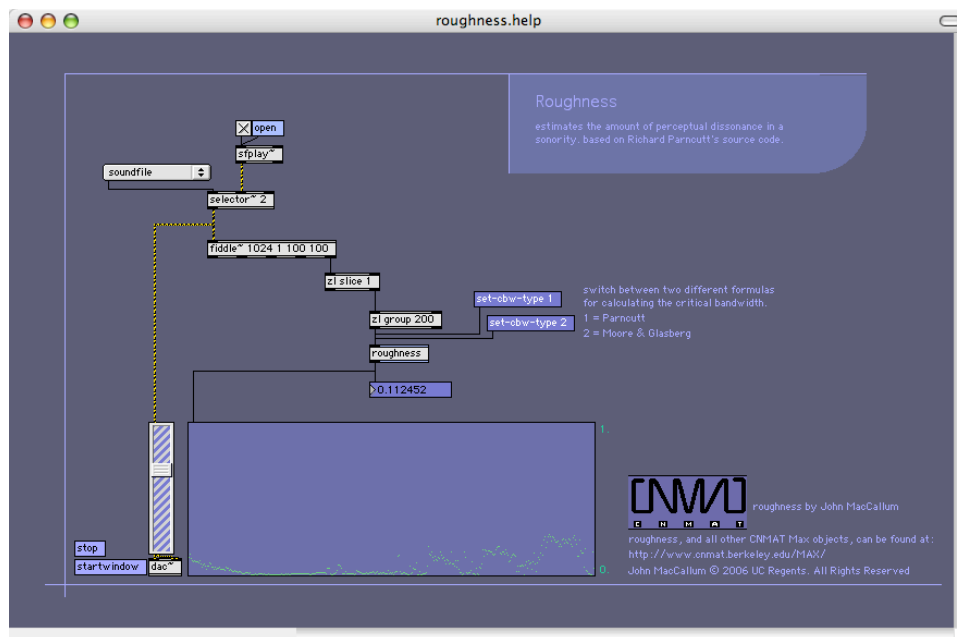 roughness.help
Roughness
estimates the amount of perceptual dissonance in a
sonority. based on Richard Parncutt's source code.
open
sfplay~
soundfile
selector~ 2
fiddle~ 1024 1 100 100
zl slice 1
switch between two different formulas
for calculating the critical bandwidth.
1 = Parncutt
2 = Moore & Glasberg
set-cbw-type 1
set-cbw-type 2
zl group 200
roughness
0.112452
1.
CNMAT
C N M A T
roughness by John MacCallum
roughness, and all other CNMAT Max objects, can be found at:
http://www.cnmat.berkeley.edu/MAX/
John MacCallum © 2006 UC Regents. All Rights Reserved
0.
stop
startwindow
dac~